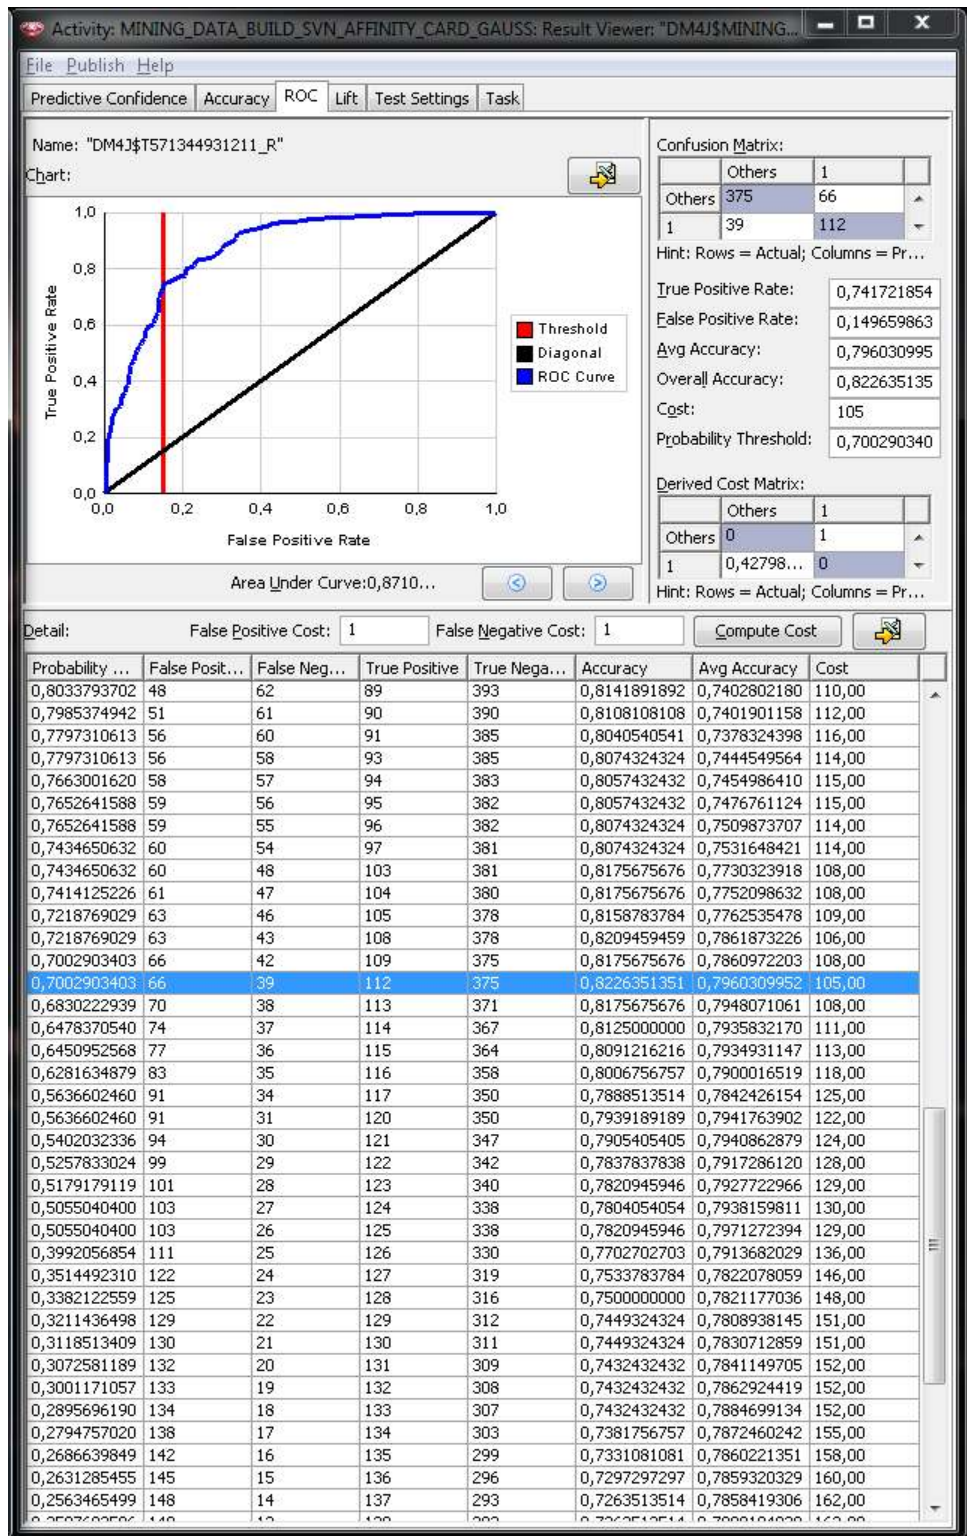 Activity: MINING_DATA_BUILD_SVN_AFFINITY_CARD_GAUSS: Result Viewer: "DM4J$MINING...
File Publish Help
Predictive Confidence Accuracy ROC Lift Test Settings Task
Name: "DM4J$T571344931211_R"
Chart:
1,0
0,8
0,6
0,4
0,2
0,0
0,0 0,2 0,4 0,6 0,8 1,0
True Positive Rate
False Positive Rate
Threshold
Diagonal
ROC Curve
Area Under Curve:0,8710...
Confusion Matrix:
Others 1
Others 375 66
1 39 112
Hint: Rows = Actual; Columns = Pr...
True Positive Rate: 0,741721854
False Positive Rate: 0,149659863
Avg Accuracy: 0,796030995
Overall Accuracy: 0,822635135
Cost: 105
Probability Threshold: 0,700290340
Derived Cost Matrix:
Others 1
Others 0 1
1 0,42798... 0
Hint: Rows = Actual; Columns = Pr...
Detail: False Positive Cost: 1 False Negative Cost: 1 Compute Cost
Probability ... False Posit... False Neg... True Positive True Nega... Accuracy Avg Accuracy Cost
0,8033793702 48 62 89 393 0,8141891892 0,7402802180 110,00
0,7985374942 51 61 90 390 0,8108108108 0,7401901158 112,00
0,7797310613 56 60 91 385 0,8040540541 0,7378324398 116,00
0,7797310613 56 58 93 385 0,8074324324 0,7444549564 114,00
0,7663001620 58 57 94 383 0,8057432432 0,7454986410 115,00
0,7652641588 59 56 95 382 0,8057432432 0,7476761124 115,00
0,7652641588 59 55 96 382 0,8074324324 0,7509873707 114,00
0,7434650632 60 54 97 381 0,8074324324 0,7531648421 114,00
0,7434650632 60 48 103 381 0,8175675676 0,7730323918 108,00
0,7414125226 61 47 104 380 0,8175675676 0,7752098632 108,00
0,7218769029 63 46 105 378 0,8158783784 0,7762535478 109,00
0,7218769029 63 43 108 378 0,8209459459 0,7861873226 106,00
0,7002903403 66 42 109 375 0,8175675676 0,7860972203 108,00
0,7002903403 66 39 112 375 0,8226351351 0,7960309952 105,00
0,6830222939 70 38 113 371 0,8175675676 0,7948071061 108,00
0,6478370540 74 37 114 367 0,8125000000 0,7935832170 111,00
0,6450952568 77 36 115 364 0,8091216216 0,7934931147 113,00
0,6281634879 83 35 116 358 0,8006756757 0,7900016519 118,00
0,5636602460 91 34 117 350 0,7888513514 0,7842426154 125,00
0,5636602460 91 31 120 350 0,7939189189 0,7941763902 122,00
0,5402032336 94 30 121 347 0,7905405405 0,7940862879 124,00
0,5257833024 99 29 122 342 0,7837837838 0,7917286120 128,00
0,5179179119 101 28 123 340 0,7820945946 0,7927722966 129,00
0,5055040400 103 27 124 338 0,7804054054 0,7938159811 130,00
0,5055040400 103 26 125 338 0,7820945946 0,7971272394 129,00
0,3992056854 111 25 126 330 0,7702702703 0,7913682029 136,00
0,3514492310 122 24 127 319 0,7533783784 0,7822078059 146,00
0,3382122559 125 23 128 316 0,7500000000 0,7821177036 148,00
0,3211436498 129 22 129 312 0,7449324324 0,7808938145 151,00
0,3118513409 130 21 130 311 0,7449324324 0,7830712859 151,00
0,3072581189 132 20 131 309 0,7432432432 0,7841149705 152,00
0,3001171057 133 19 132 308 0,7432432432 0,7862924419 152,00
0,2895696190 134 18 133 307 0,7432432432 0,7884699134 152,00
0,2794757020 138 17 134 303 0,7381756757 0,7872460242 155,00
0,2686639849 142 16 135 299 0,7331081081 0,7860221351 158,00
0,2631285455 145 15 136 296 0,7297297297 0,7859320329 160,00
0,2563465499 148 14 137 293 0,7263513514 0,7858419306 162,00